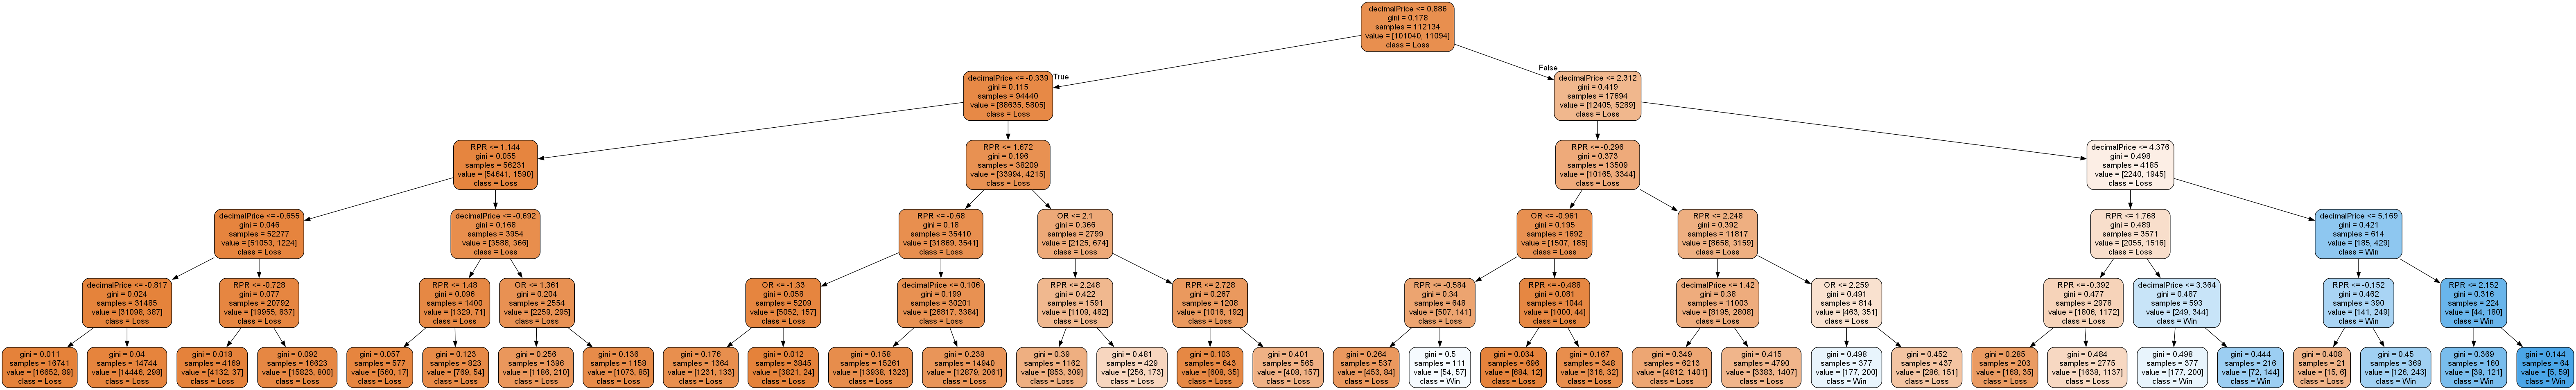 decimalPrice <= 0.886
gini = 0.178
samples = 112134
value = [101040, 11094]
class = Loss
True
False
decimalPrice <= -0.339
gini = 0.115
samples = 94440
value = [88635, 5805]
class = Loss
decimalPrice <= 2.312
gini = 0.419
samples = 17694
value = [12405, 5289]
class = Loss
RPR <= 1.144
gini = 0.055
samples = 56231
value = [54641, 1590]
class = Loss
RPR <= 1.672
gini = 0.196
samples = 38209
value = [33994, 4215]
class = Loss
RPR <= -0.296
gini = 0.373
samples = 13509
value = [10165, 3344]
class = Loss
decimalPrice <= 4.376
gini = 0.498
samples = 4185
value = [2240, 1945]
class = Loss
decimalPrice <= -0.655
gini = 0.046
samples = 52277
value = [51053, 1224]
class = Loss
decimalPrice <= -0.692
gini = 0.168
samples = 3954
value = [3588, 366]
class = Loss
RPR <= -0.68
gini = 0.18
samples = 35410
value = [31869, 3541]
class = Loss
OR <= 2.1
gini = 0.366
samples = 2799
value = [2125, 674]
class = Loss
OR <= -0.961
gini = 0.195
samples = 1692
value = [1507, 185]
class = Loss
RPR <= 2.248
gini = 0.392
samples = 11817
value = [8658, 3159]
class = Loss
RPR <= 1.768
gini = 0.489
samples = 3571
value = [2055, 1516]
class = Loss
decimalPrice <= 5.169
gini = 0.421
samples = 614
value = [185, 429]
class = Win
decimalPrice <= -0.817
gini = 0.024
samples = 31485
value = [31098, 387]
class = Loss
RPR <= -0.728
gini = 0.077
samples = 20792
value = [19955, 837]
class = Loss
RPR <= 1.48
gini = 0.096
samples = 1400
value = [1329, 71]
class = Loss
OR <= 1.361
gini = 0.204
samples = 2554
value = [2259, 295]
class = Loss
OR <= -1.33
gini = 0.058
samples = 5209
value = [5052, 157]
class = Loss
decimalPrice <= 0.106
gini = 0.199
samples = 30201
value = [26817, 3384]
class = Loss
RPR <= 2.248
gini = 0.422
samples = 1591
value = [1109, 482]
class = Loss
RPR <= 2.728
gini = 0.267
samples = 1208
value = [1016, 192]
class = Loss
RPR <= -0.584
gini = 0.34
samples = 648
value = [507, 141]
class = Loss
RPR <= -0.488
gini = 0.081
samples = 1044
value = [1000, 44]
class = Loss
decimalPrice <= 1.42
gini = 0.38
samples = 11003
value = [8195, 2808]
class = Loss
OR <= 2.259
gini = 0.491
samples = 814
value = [463, 351]
class = Loss
RPR <= -0.392
gini = 0.477
samples = 2978
value = [1806, 1172]
class = Loss
decimalPrice <= 3.364
gini = 0.487
samples = 593
value = [249, 344]
class = Win
RPR <= -0.152
gini = 0.462
samples = 390
value = [141, 249]
class = Win
RPR <= 2.152
gini = 0.316
samples = 224
value = [44, 180]
class = Win
gini = 0.011
samples = 16741
value = [16652, 89]
class = Loss
gini = 0.04
samples = 14744
value = [14446, 298]
class = Loss
gini = 0.018
samples = 4169
value = [4132, 37]
class = Loss
gini = 0.092
samples = 16623
value = [15823, 800]
class = Loss
gini = 0.057
samples = 577
value = [560, 17]
class = Loss
gini = 0.123
samples = 823
value = [769, 54]
class = Loss
gini = 0.256
samples = 1396
value = [1186, 210]
class = Loss
gini = 0.136
samples = 1158
value = [1073, 85]
class = Loss
gini = 0.176
samples = 1364
value = [1231, 133]
class = Loss
gini = 0.012
samples = 3845
value = [3821, 24]
class = Loss
gini = 0.158
samples = 15261
value = [13938, 1323]
class = Loss
gini = 0.238
samples = 14940
value = [12879, 2061]
class = Loss
gini = 0.39
samples = 1162
value = [853, 309]
class = Loss
gini = 0.481
samples = 429
value = [256, 173]
class = Loss
gini = 0.103
samples = 643
value = [608, 35]
class = Loss
gini = 0.401
samples = 565
value = [408, 157]
class = Loss
gini = 0.264
samples = 537
value = [453, 84]
class = Loss
gini = 0.5
samples = 111
value = [54, 57]
class = Win
gini = 0.034
samples = 696
value = [684, 12]
class = Loss
gini = 0.167
samples = 348
value = [316, 32]
class = Loss
gini = 0.349
samples = 6213
value = [4812, 1401]
class = Loss
gini = 0.415
samples = 4790
value = [3383, 1407]
class = Loss
gini = 0.498
samples = 377
value = [177, 200]
class = Win
gini = 0.452
samples = 437
value = [286, 151]
class = Loss
gini = 0.285
samples = 203
value = [168, 35]
class = Loss
gini = 0.484
samples = 2775
value = [1638, 1137]
class = Loss
gini = 0.498
samples = 377
value = [177, 200]
class = Win
gini = 0.444
samples = 216
value = [72, 144]
class = Win
gini = 0.408
samples = 21
value = [15, 6]
class = Loss
gini = 0.45
samples = 369
value = [126, 243]
class = Win
gini = 0.369
samples = 160
value = [39, 121]
class = Win
gini = 0.144
samples = 64
value = [5, 59]
class = Win